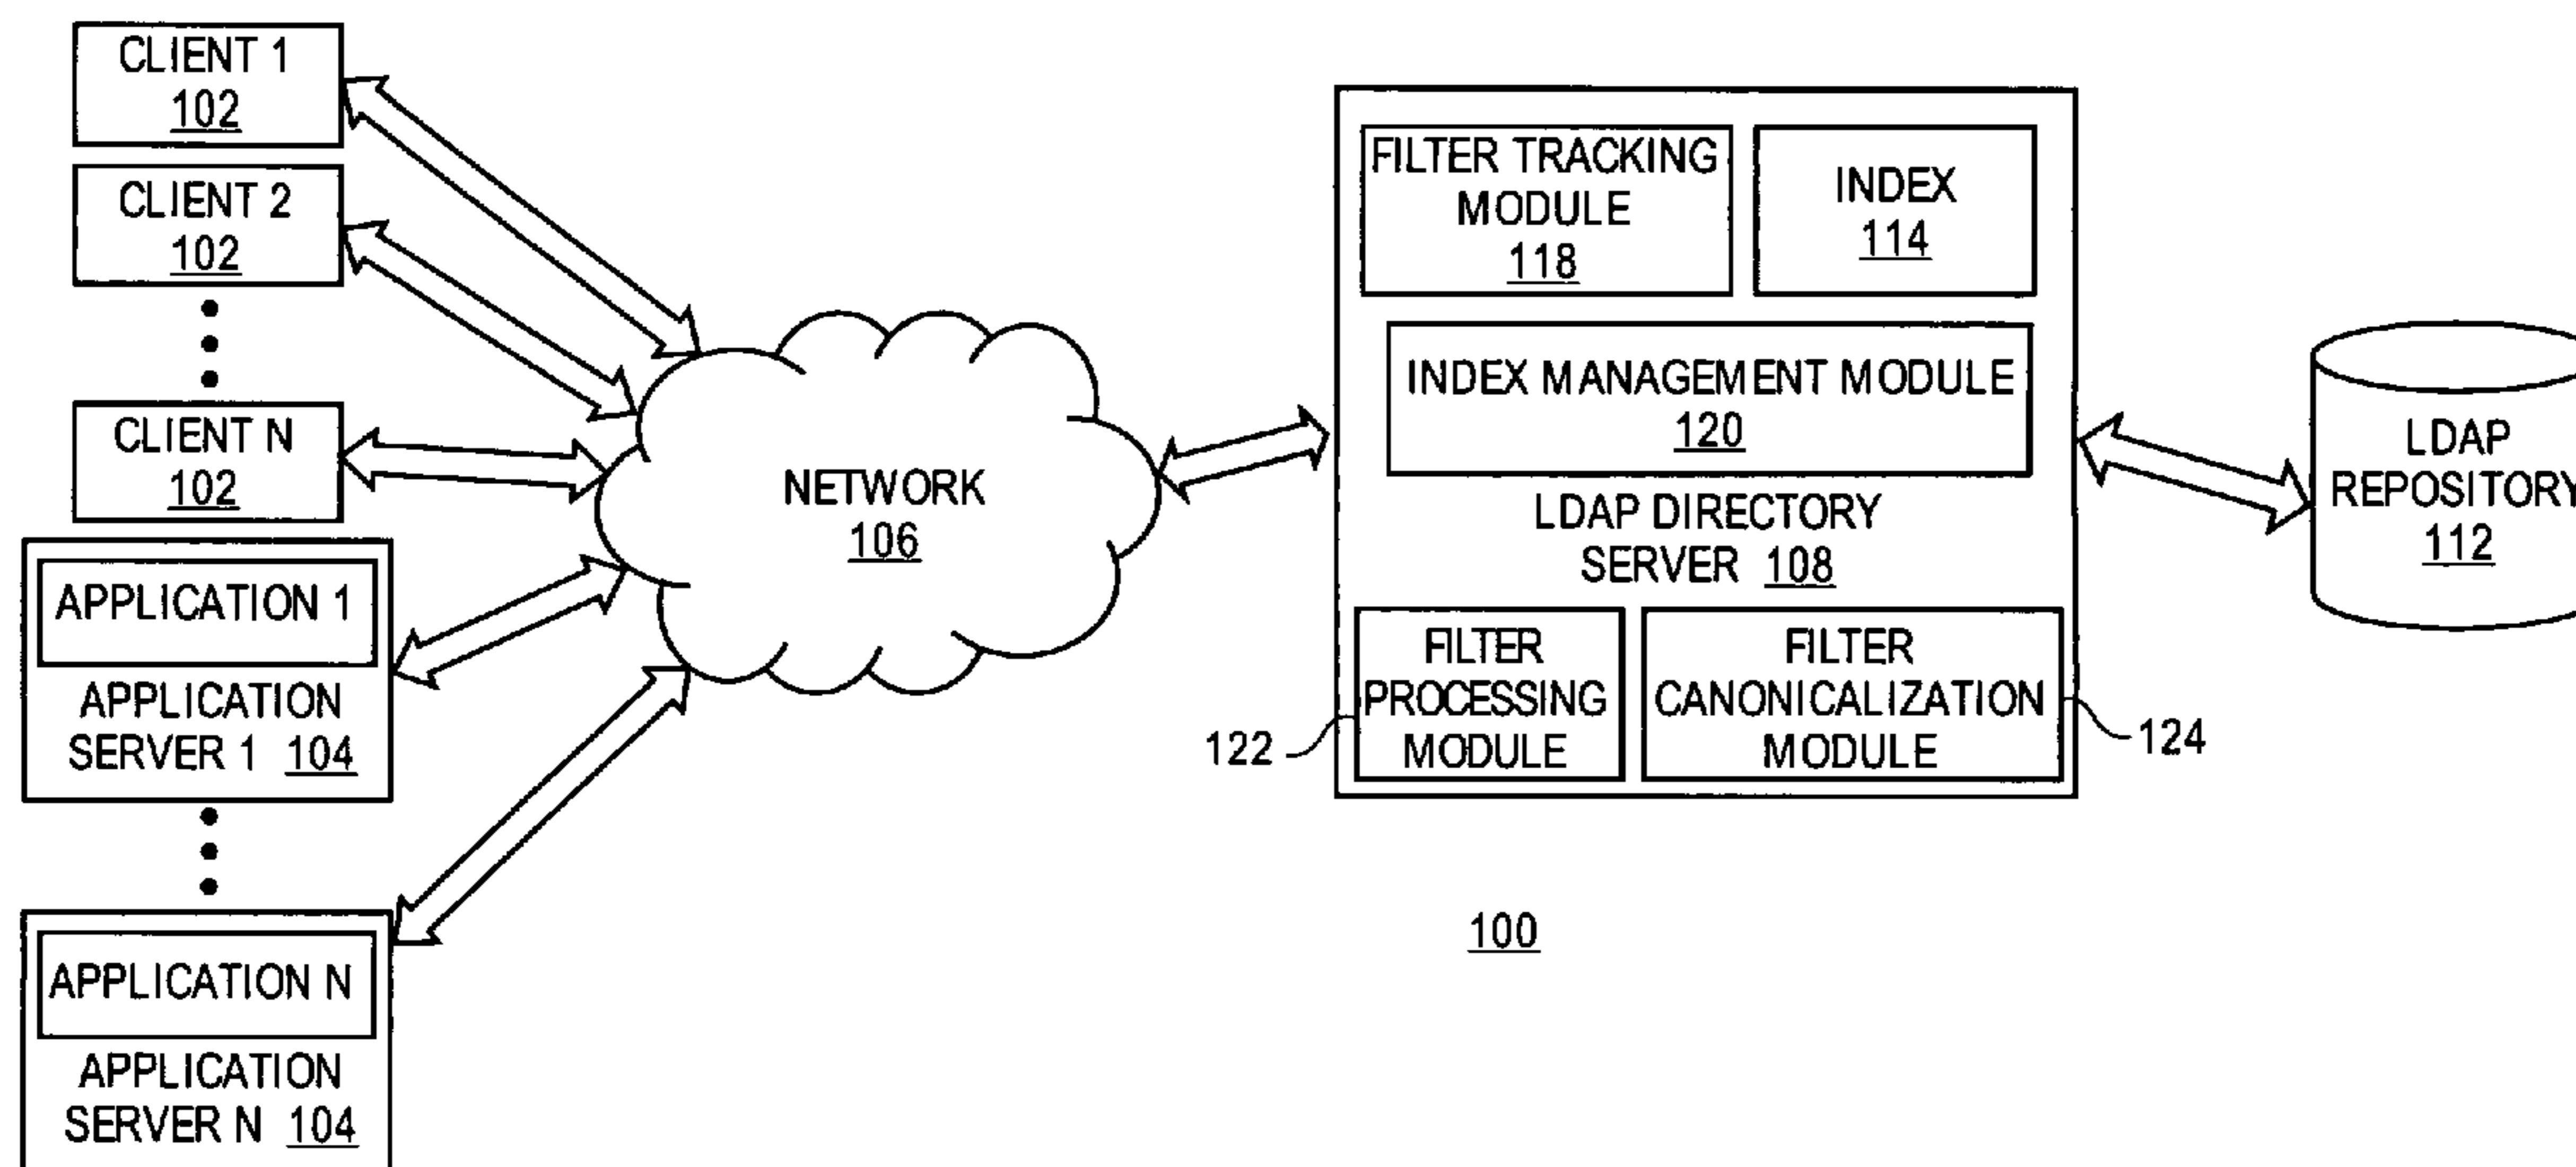 CLIENT 1
102
CLIENT 2
102
CLIENT N
102
APPLICATION 1
APPLICATION
SERVER 1 104
APPLICATION N
APPLICATION
SERVER N 104
NETWORK
106
FILTER TRACKING
MODULE
118
INDEX
114
INDEX MANAGEMENT MODULE
120
LDAP DIRECTORY
SERVER 108
FILTER
PROCESSING
MODULE
122
FILTER
CANONICALIZATION
MODULE
124
LDAP
REPOSITORY
112
100